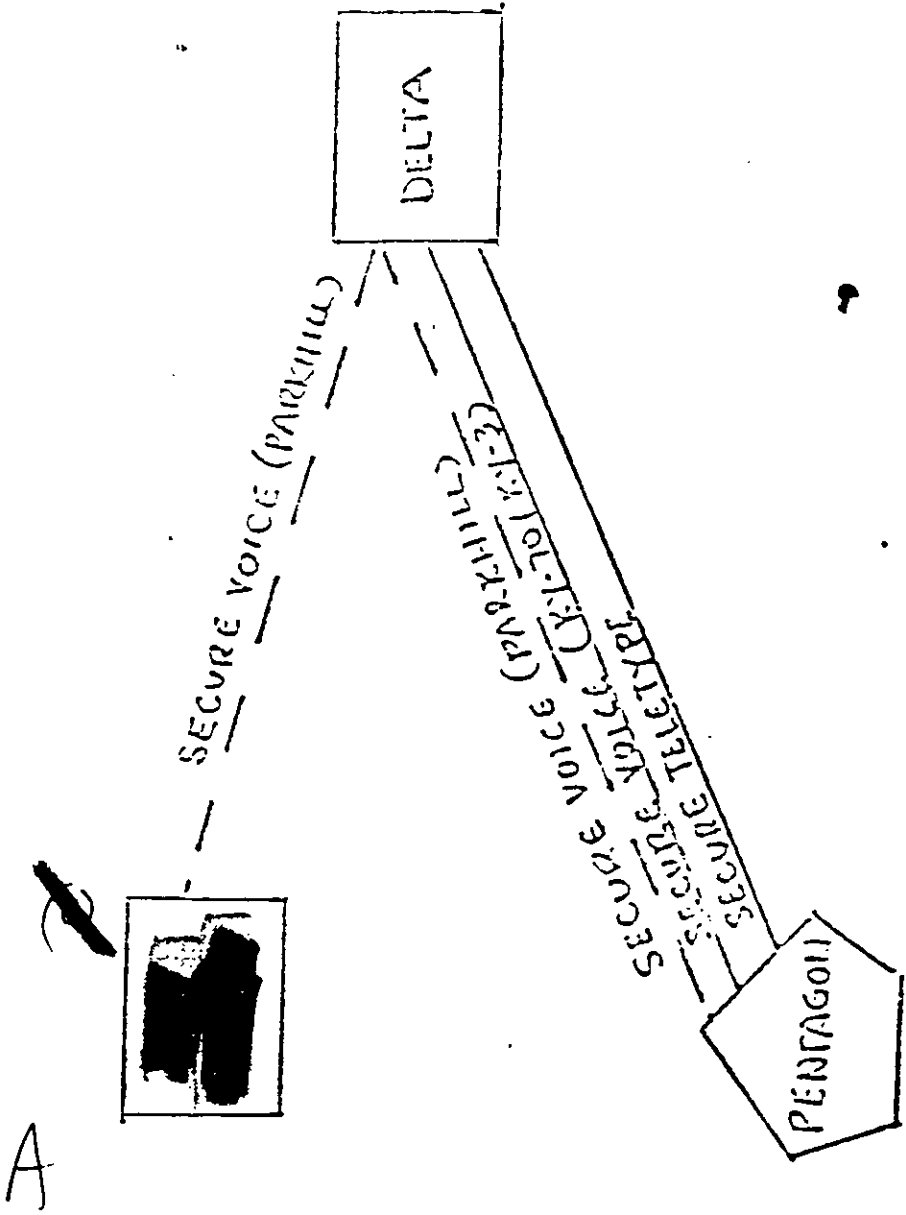 A
SECURE VOICE (PARKHILL)
DELTA
SECURE VOICE (PARKHILL)
SECURE VOICE (KY-70(KY-3)
SECURE TELETYPE
PENTAGON